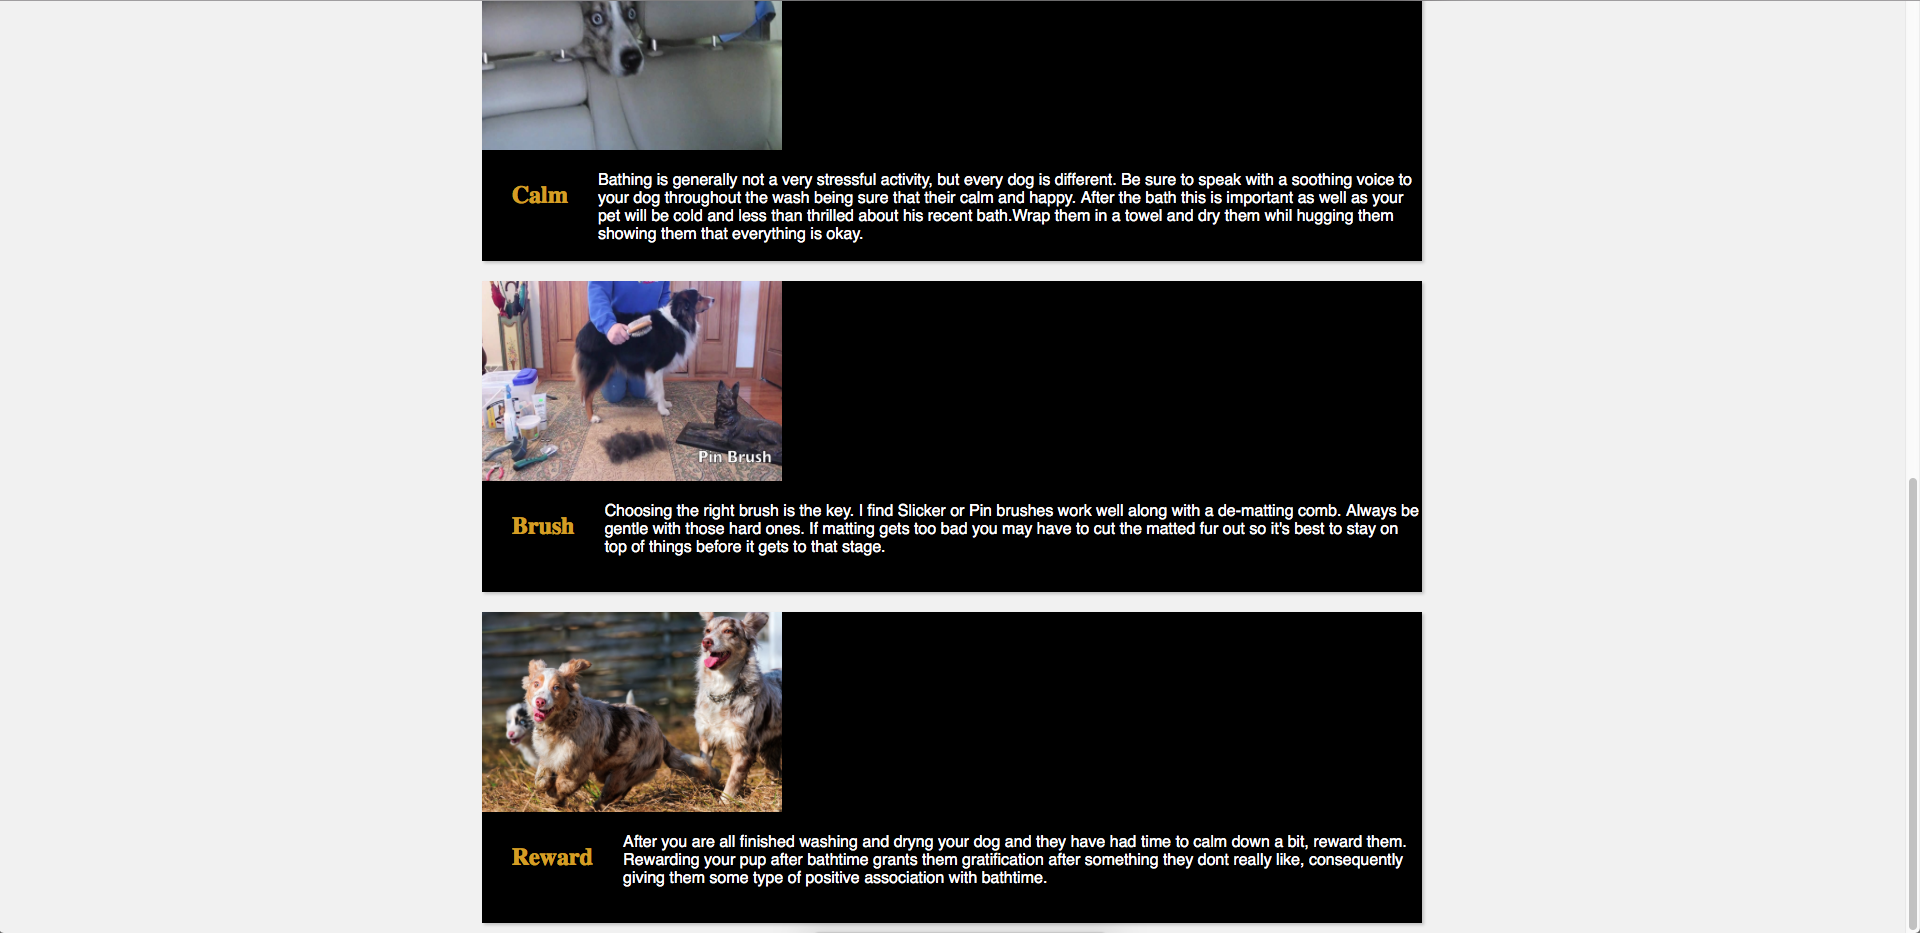 Calm
Bathing is generally not a very stressful activity, but every dog is different. Be sure to speak with a soothing voice to
your dog throughout the wash being sure that their calm and happy. After the bath this is important as well as your
pet will be cold and less than thrilled about his recent bath.Wrap them in a towel and dry them whil hugging them
showing them that everything is okay.
Pin Brush
Brush
Choosing the right brush is the key. I find Slicker or Pin brushes work well along with a de-matting comb. Always be
gentle with those hard ones. If matting gets too bad you may have to cut the matted fur out so it's best to stay on
top of things before it gets to that stage.
Reward
After you are all finished washing and dryng your dog and they have had time to calm down a bit, reward them.
Rewarding your pup after bathtime grants them gratification after something they dont really like, consequently
giving them some type of positive association with bathtime.